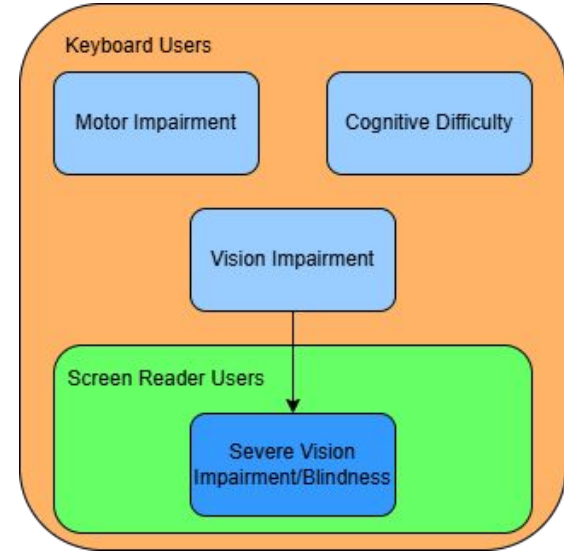 Keyboard Users
Motor Impairment
Cognitive Difficulty
Vision Impairment
Screen Reader Users
Severe Vision
Impairment/Blindness